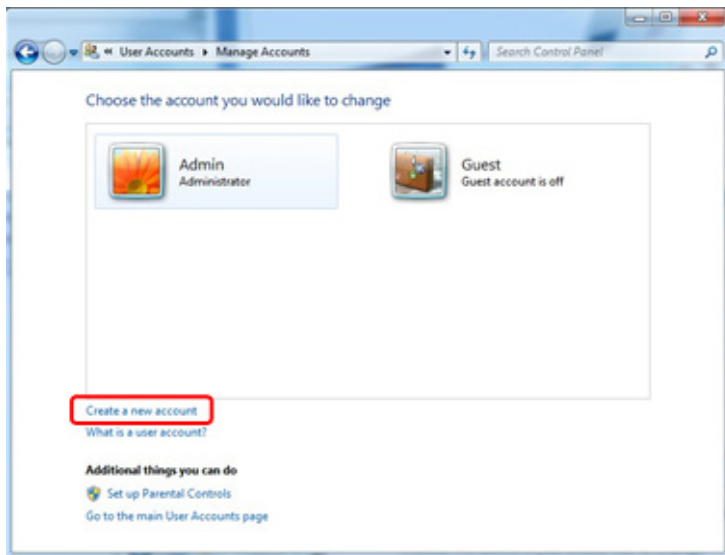 « User Accounts ▸ Manage Accounts
Search Control Panel
Choose the account you would like to change
Admin
Administrator
Guest
Guest account is off
Create a new account
What is a user account?
Additional things you can do
Set up Parental Controls
Go to the main User Accounts page